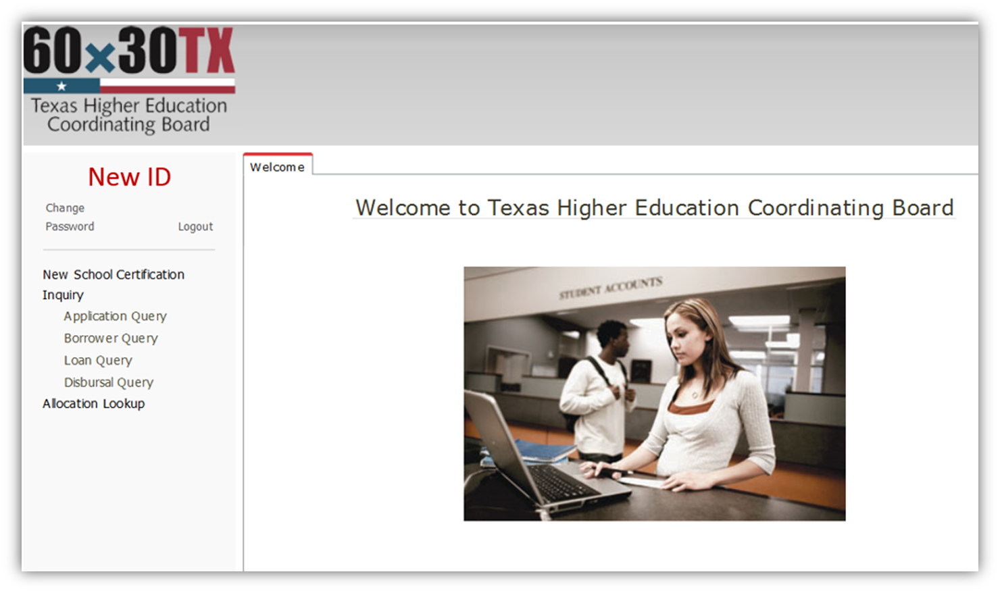 60x30TX
Texas Higher Education
Coordinating Board
New ID
Change
Password
Logout
New School Certification
Inquiry
Application Query
Borrower Query
Loan Query
Disbursal Query
Allocation Lookup
Welcome
Welcome to Texas Higher Education Coordinating Board
STUDENT ACCOUNTS